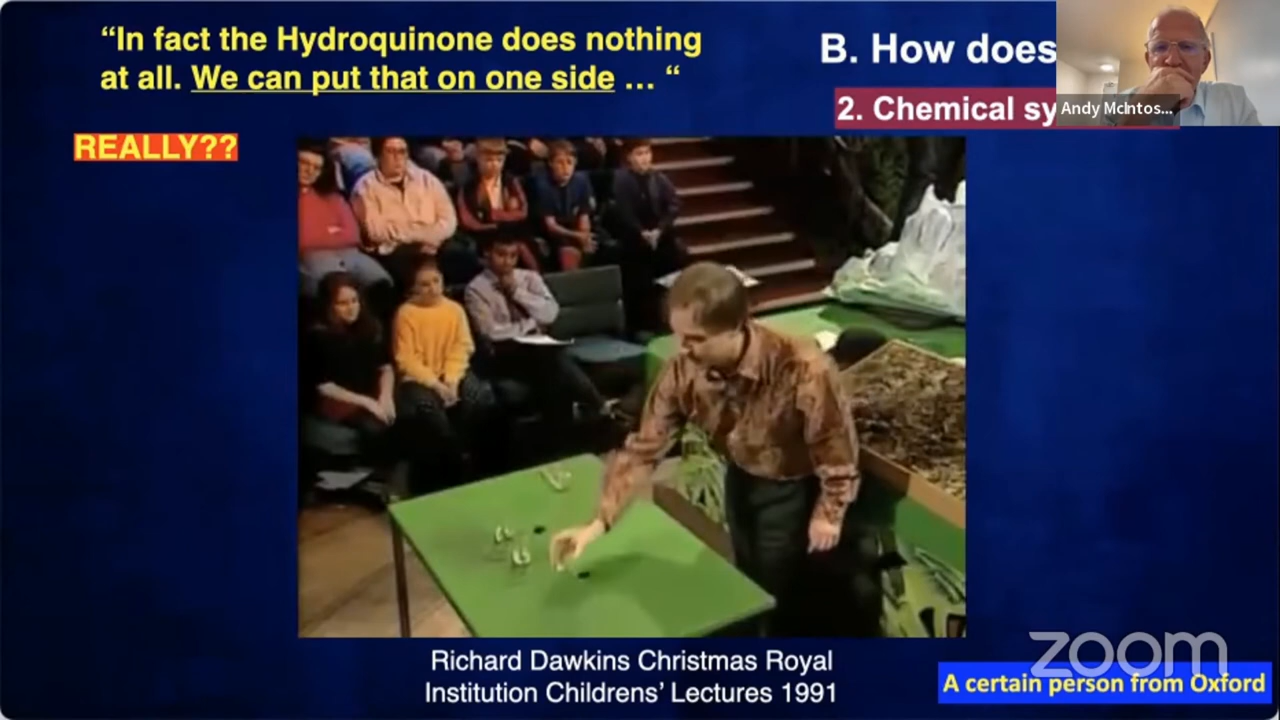 “In fact the Hydroquinone does nothing
at all. We can put that on one side ... “
B. How does
REALLY??
2. Chemical sy
Andy McIntos...
Richard Dawkins Christmas Royal
Institution Childrens’ Lectures 1991
zoom
A certain person from Oxford